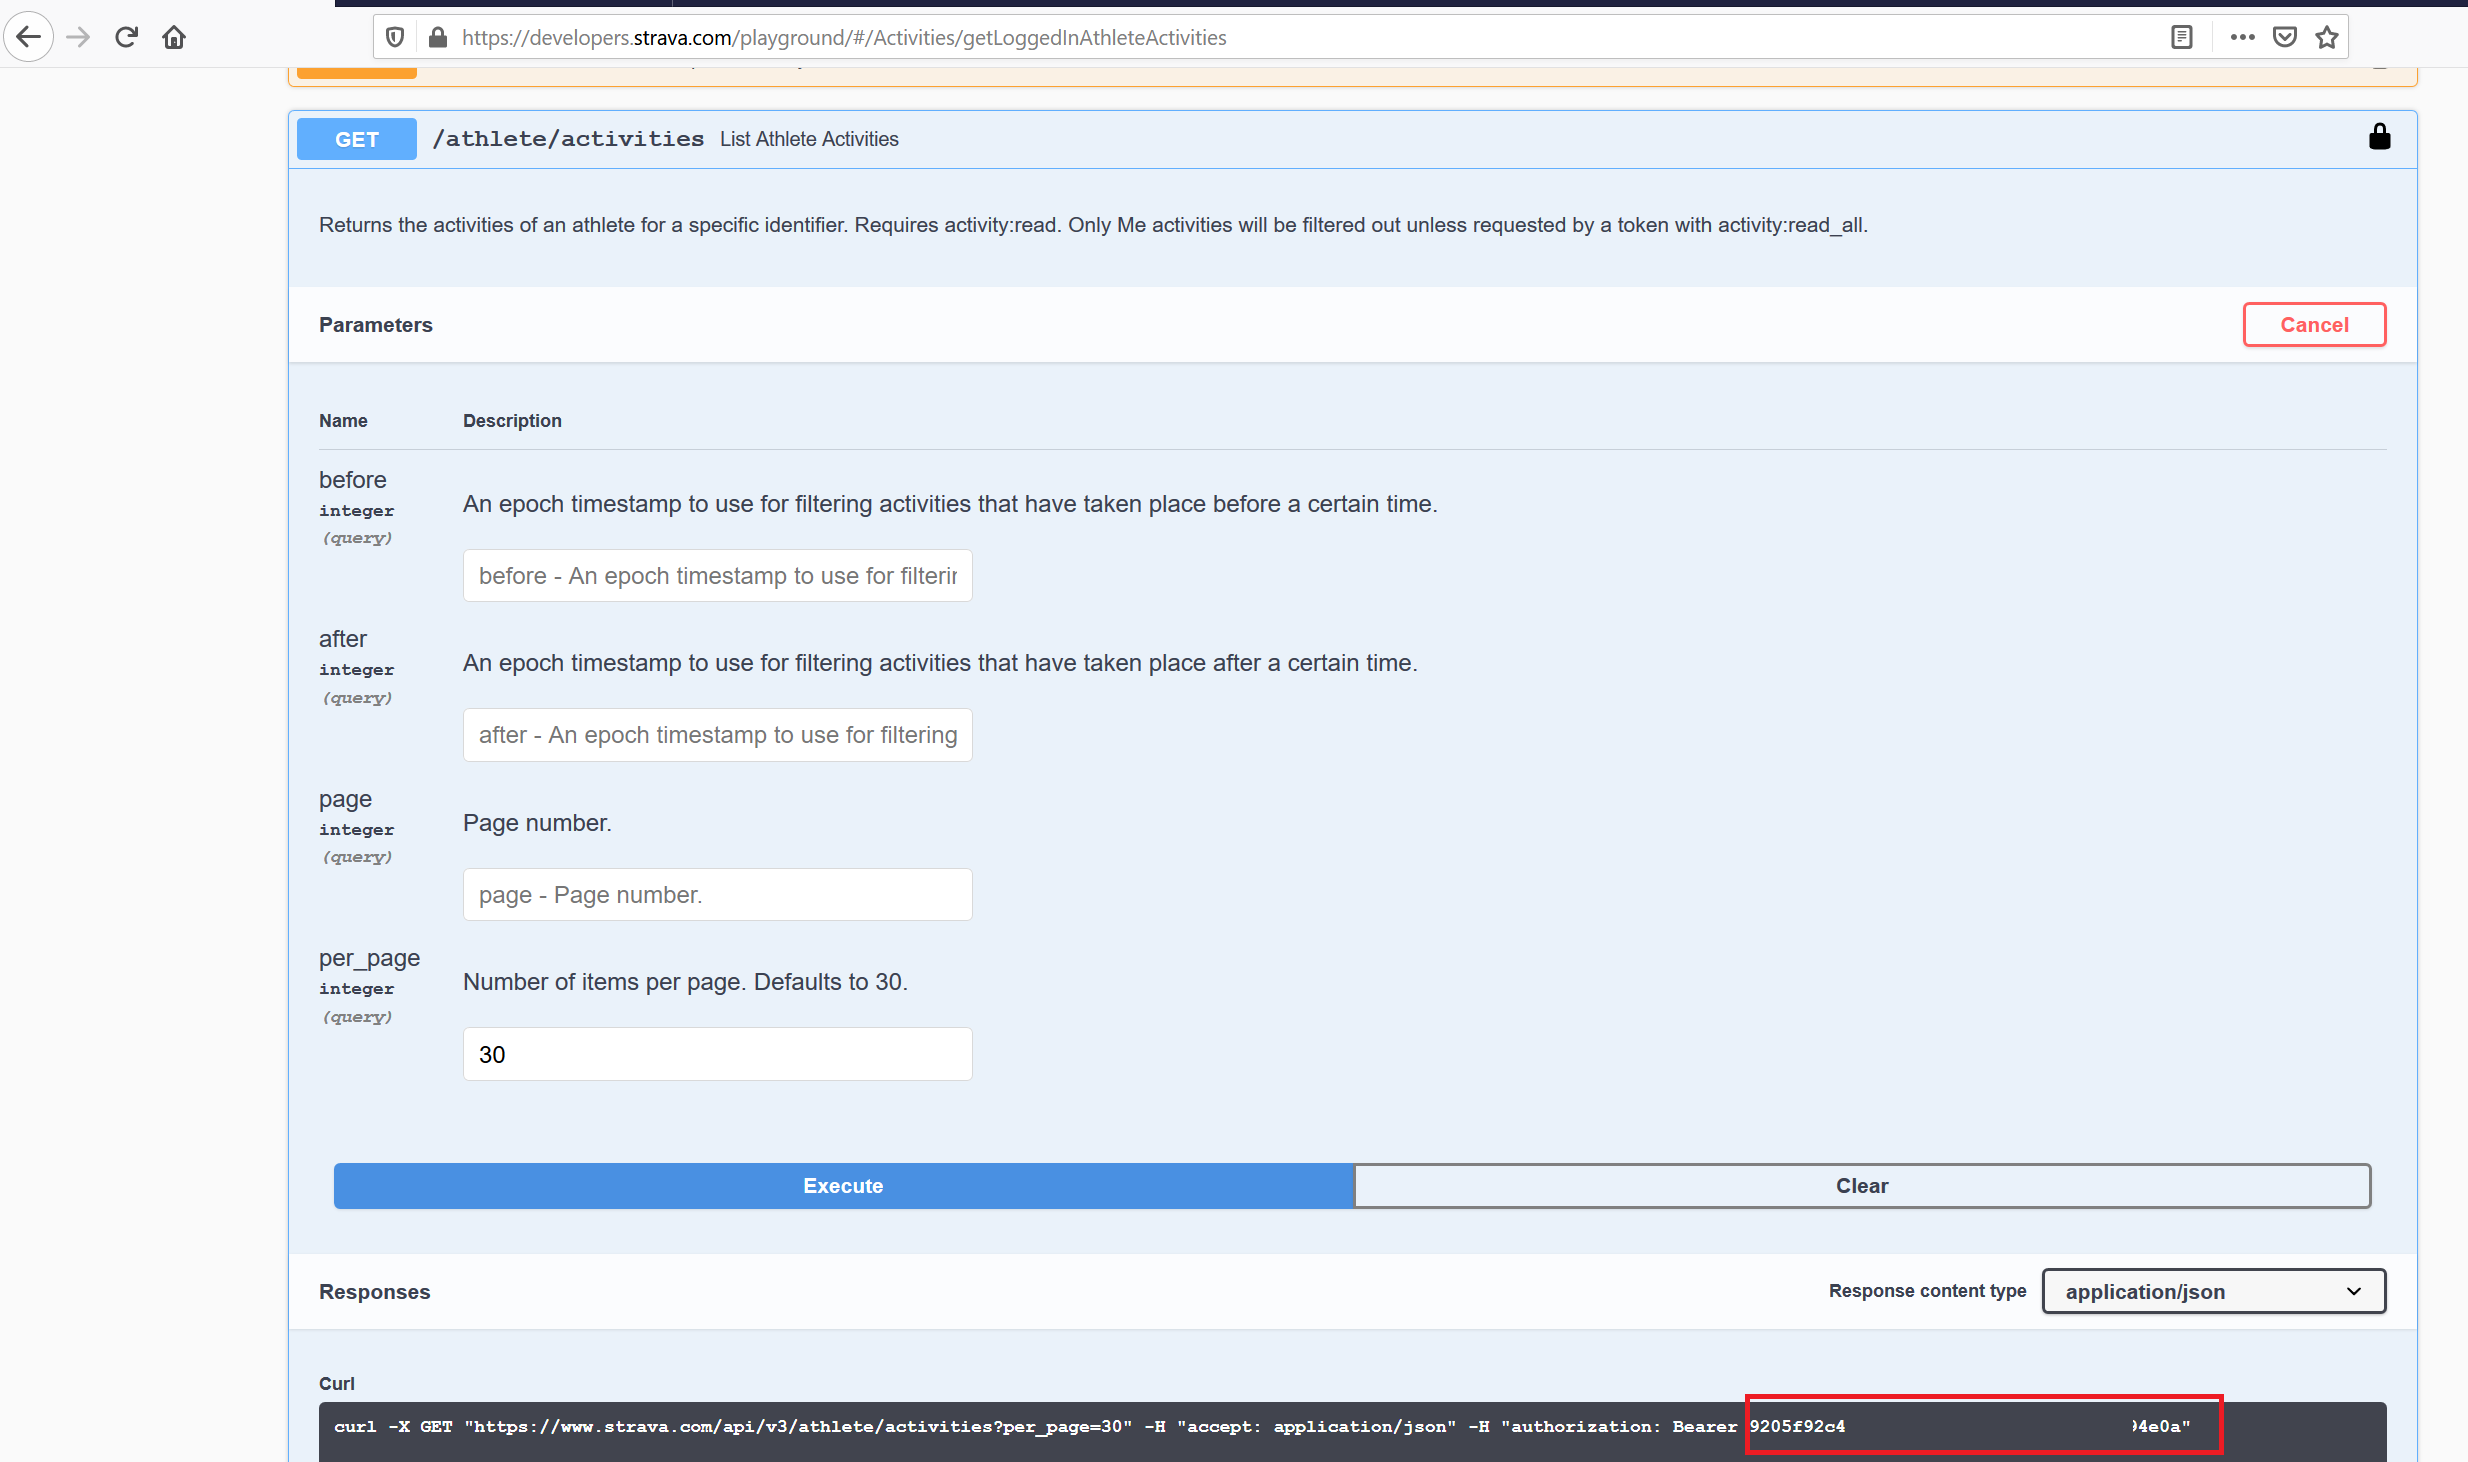 https://developers.strava.com/playground/#/Activities/getLoggedInAthleteActivities
GET /athlete/activities List Athlete Activities
Returns the activities of an athlete for a specific identifier. Requires activity:read. Only Me activities will be filtered out unless requested by a token with activity:read_all.
Parameters
Cancel
Name Description
before
integer
(query)
An epoch timestamp to use for filtering activities that have taken place before a certain time.
before - An epoch timestamp to use for filterin
after
integer
(query)
An epoch timestamp to use for filtering activities that have taken place after a certain time.
after - An epoch timestamp to use for filtering
page
integer
(query)
Page number.
page - Page number.
per_page
integer
(query)
Number of items per page. Defaults to 30.
30
Execute
Clear
Responses
Response content type
application/json
Curl
curl -X GET "https://www.strava.com/api/v3/athlete/activities?per_page=30" -H "accept: application/json" -H "authorization: Bearer 9205f92c4 4e0a"